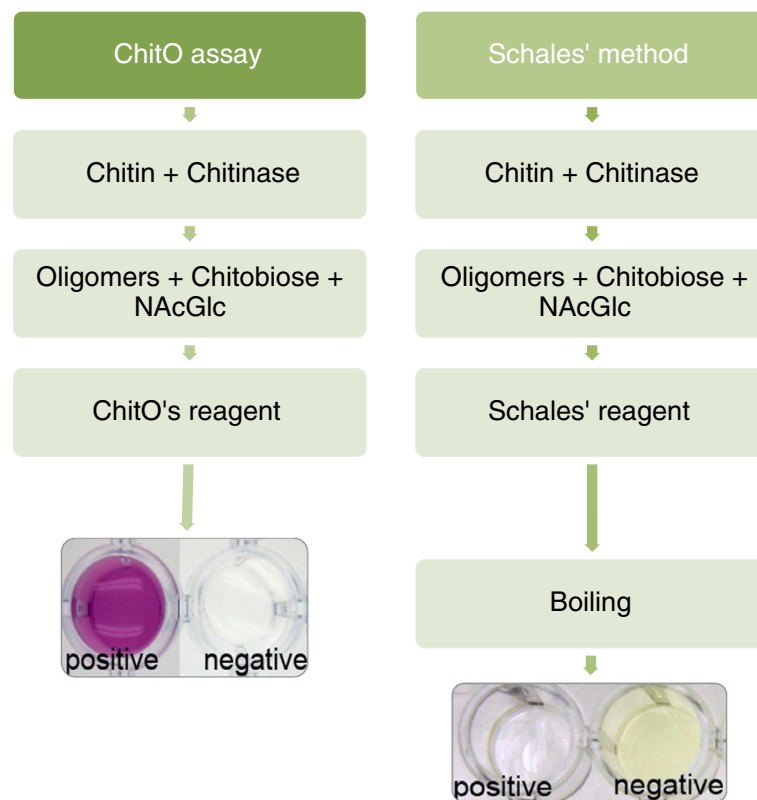 ChitO assay
Chitin + Chitinase
Oligomers + Chitobiose +
NAcGlc
ChitO's reagent
positive
negative
Schales' method
Chitin + Chitinase
Oligomers + Chitobiose +
NAcGlc
Schales' reagent
Boiling
positive
negative